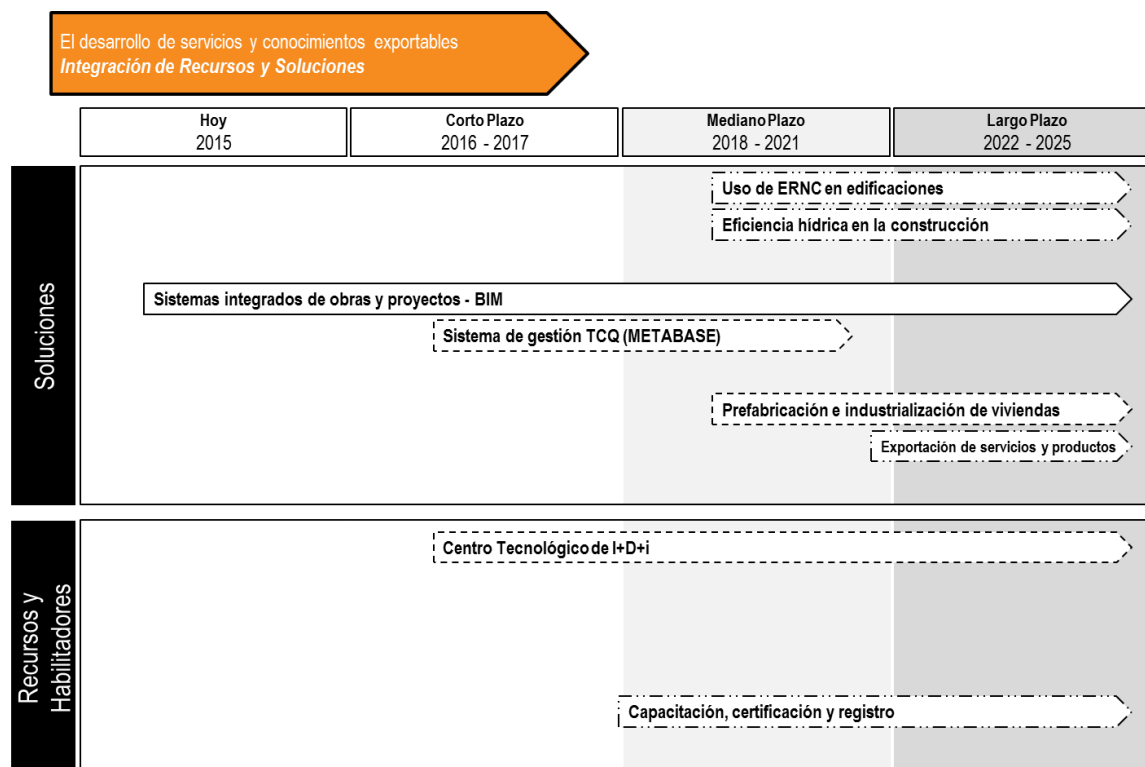 El desarrollo de servicios y conocimientos exportables
Integración de Recursos y Soluciones
Hoy
2015
Corto Plazo
2016 - 2017
Mediano Plazo
2018 - 2021
Largo Plazo
2022 - 2025
Soluciones
Uso de ERNC en edificaciones
Eficiencia hídrica en la construcción
Sistemas integrados de obras y proyectos - BIM
Sistema de gestión TCQ (METABASE)
Prefabricación e industrialización de viviendas
Exportación de servicios y productos
Recursos y
Habilitadores
Centro Tecnológico de I+D+i
Capacitación, certificación y registro